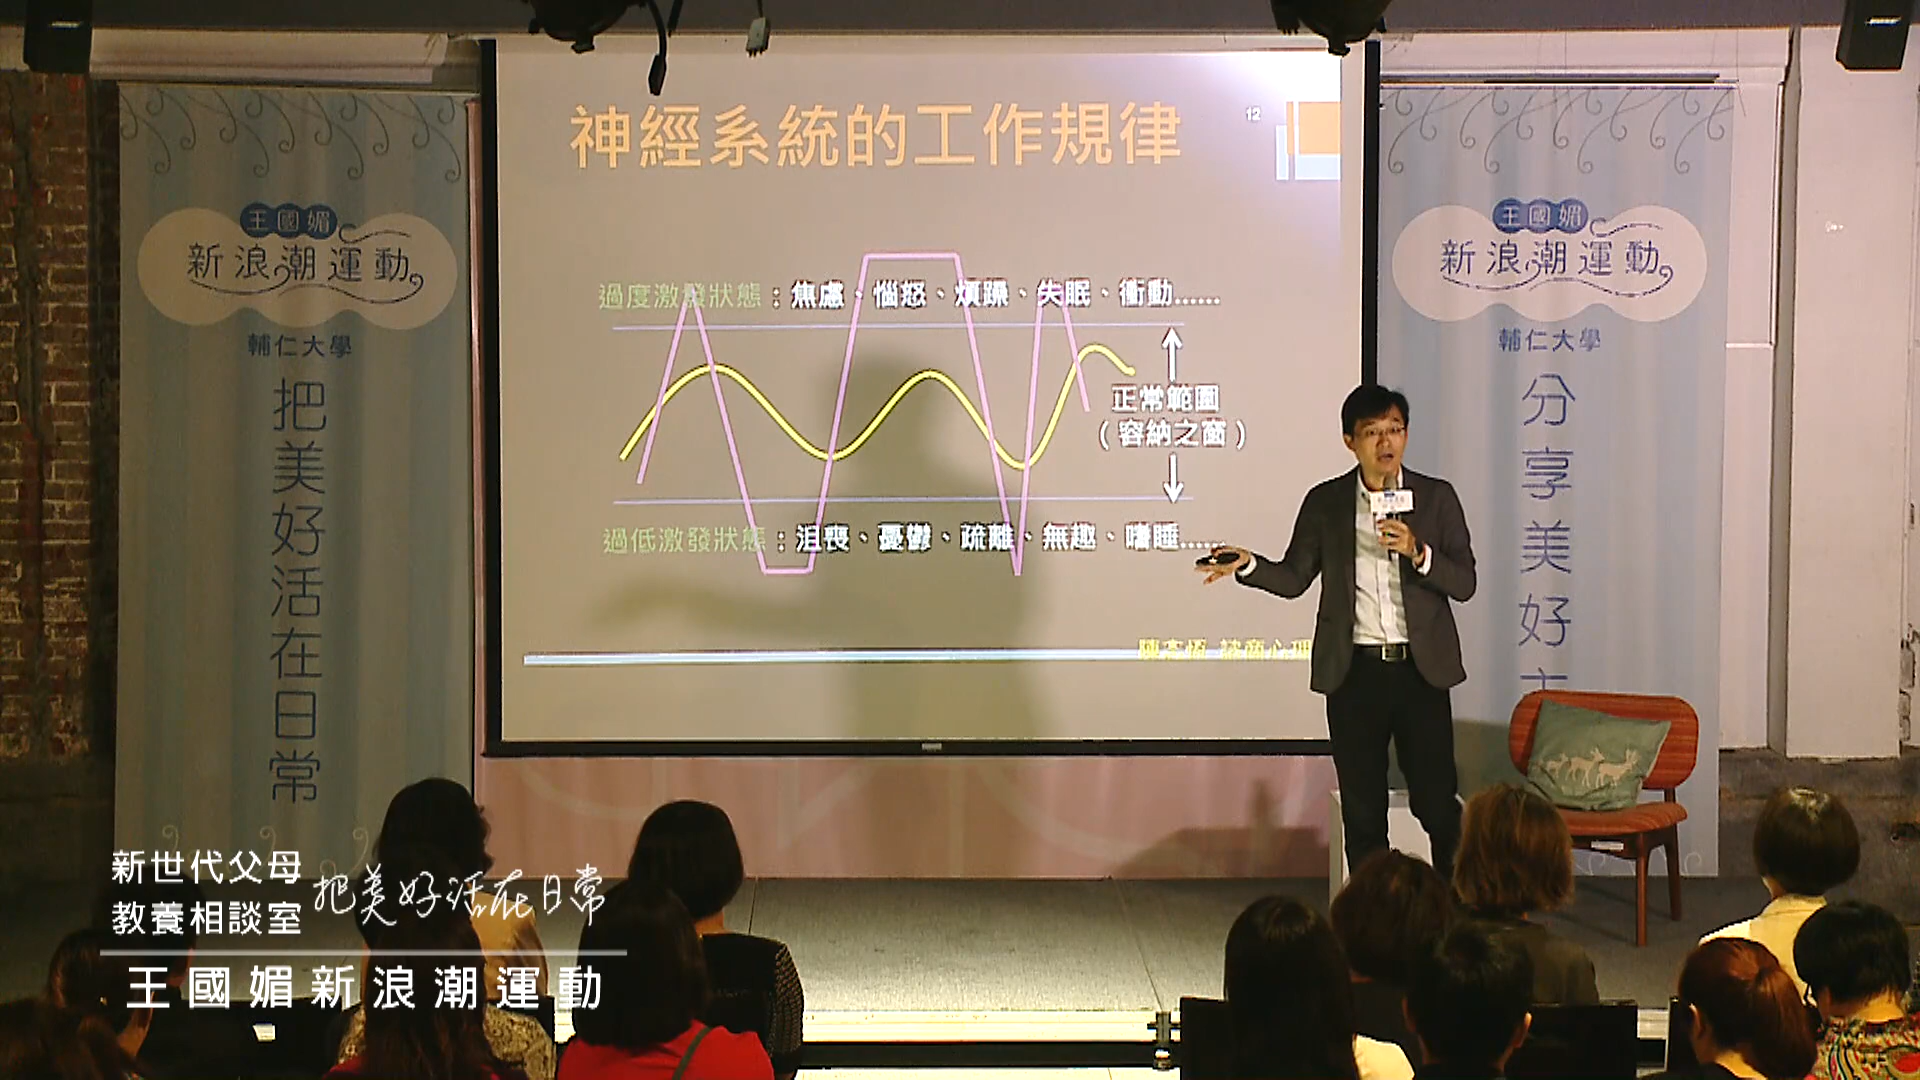 神經系統的工作規律
12
過度激發狀態：焦慮、惱怒、煩躁、失眠、衝動......
正常範圍
(容納之窗)
過低激發狀態：沮喪、憂鬱、疏離、無趣、嗜睡......
王國媚
新浪潮運動
輔仁大學
把美好活在日常
王國媚
新浪潮運動
輔仁大學
分享美好
新世代父母
教養相談室
把美好活在日常
王國媚新浪潮運動